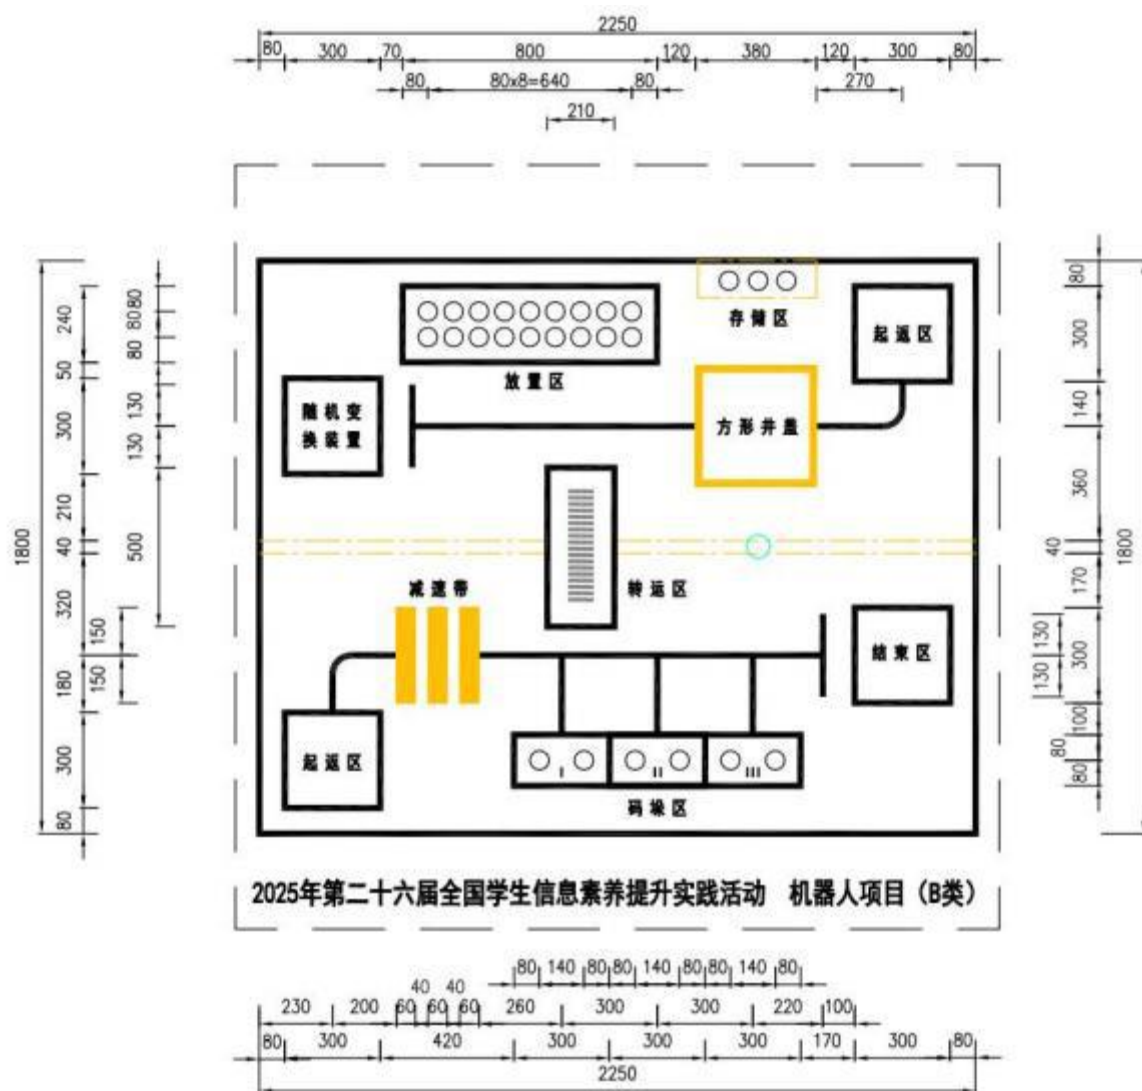 2250
80 300 70 800 120 380 120 300 80
80 80x8=640 80 270
210
存储区
起返区
放置区
随机变
换装置
方形井盖
减速带
转运区
结束区
起返区
I II III
码垛区
1800
240 50 300 210 40 320 180 300 80
80 80 80 130 130 500
150 150
80 300 140 360 40 170 300 100 80 80
130 130
1800
2025年第二十六届全国学生信息素养提升实践活动 机器人项目（B类）
80 140 80 80 140 80 80 140 80
40 40
230 200 60 60 60 260 300 300 220 100
80 300 420 300 300 300 170 300 80
2250